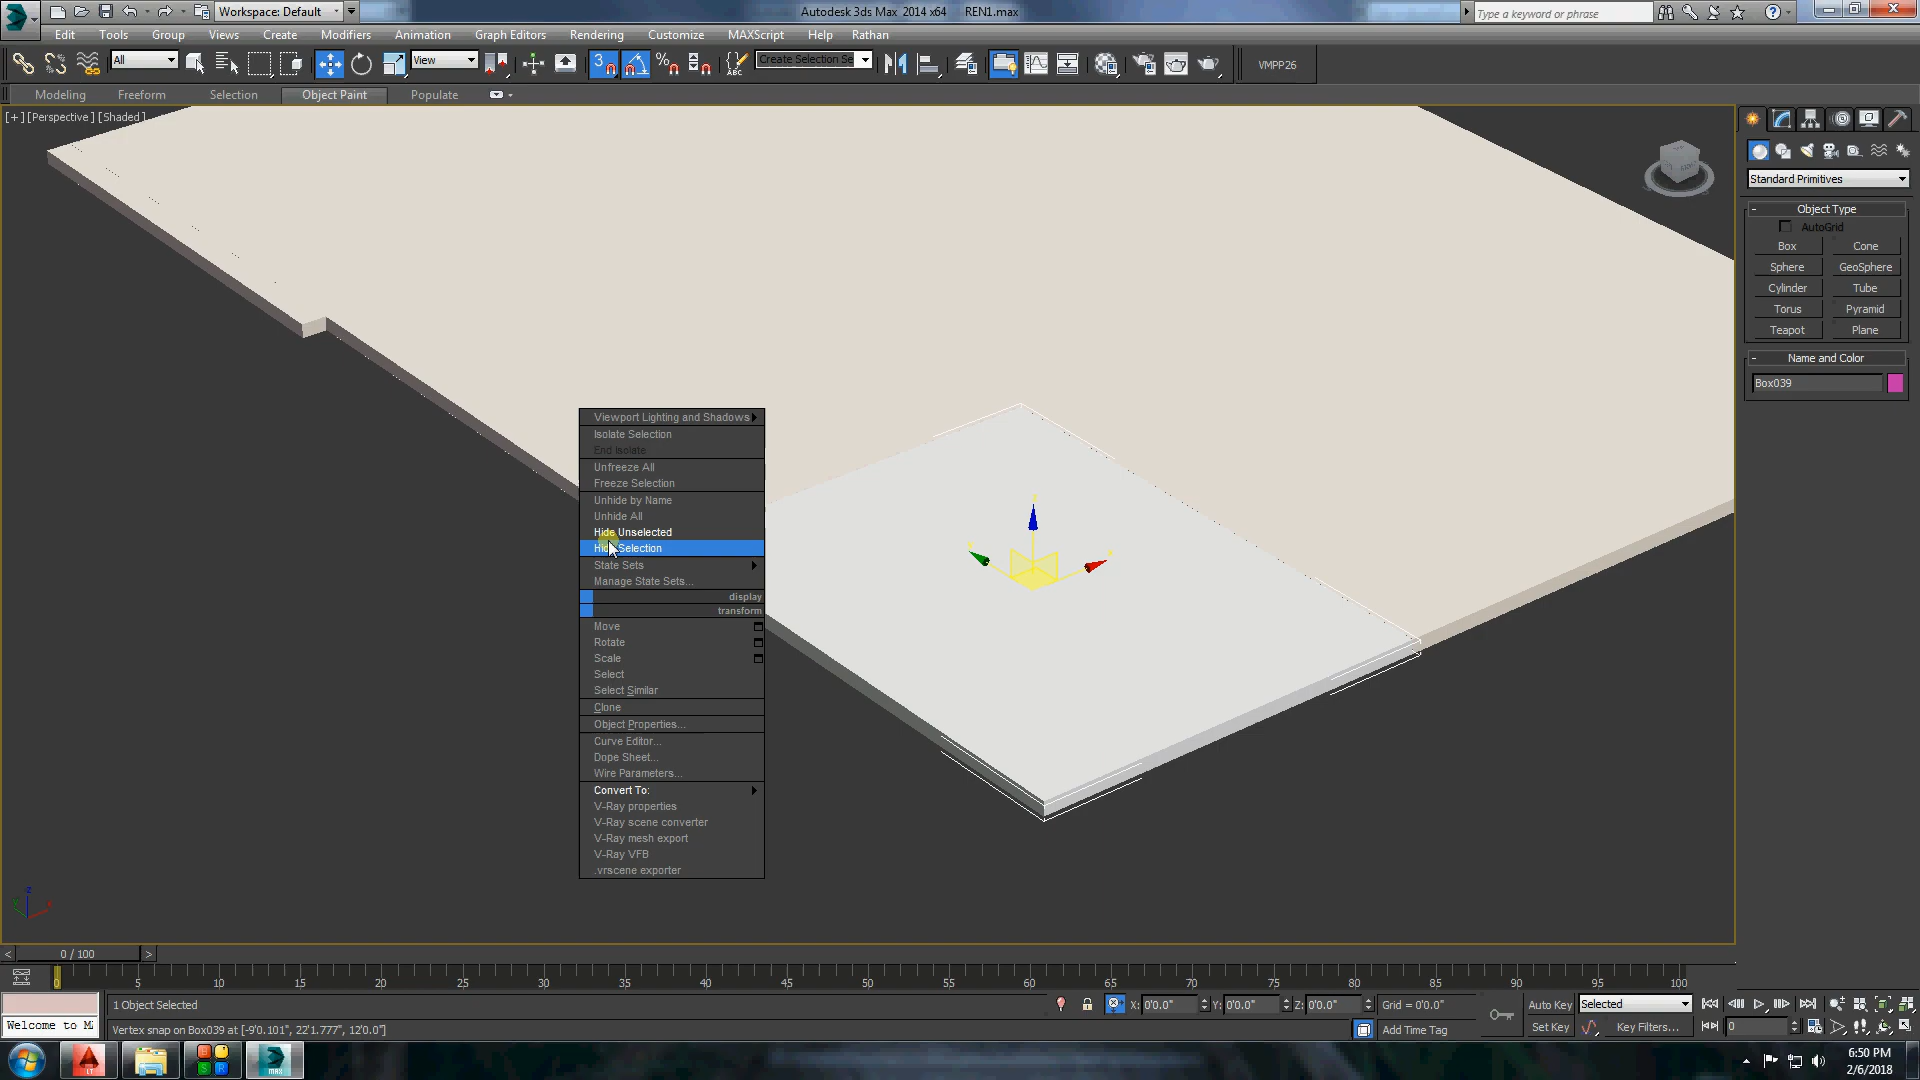 Workspace: Default
Autodesk 3ds Max 2014 x64 REN1.max
Type a keyword or phrase
Edit Tools Group Views Create Modifiers Animation Graph Editors Rendering Customize MAXScript Help Rathan
All View 3 ABC Create Selection Se VMPP26
Modeling Freeform Selection Object Paint Populate
[+] [Perspective ] [Shaded ]
Standard Primitives
- Object Type
AutoGrid
Box Cone
Sphere GeoSphere
Cylinder Tube
Torus Pyramid
Teapot Plane
- Name and Color
Box039
Viewport Lighting and Shadows
Isolate Selection
End Isolate
Unfreeze All
Freeze Selection
Unhide by Name
Unhide All
Hide Unselected
Hide Selection
State Sets
Manage State Sets...
display
transform
Move
Rotate
Scale
Select
Select Similar
Clone
Object Properties...
Curve Editor...
Dope Sheet...
Wire Parameters...
Convert To:
V-Ray properties
V-Ray scene converter
V-Ray mesh export
V-Ray VFB
.vrscene exporter
< 0 / 100 >
0 5 10 15 20 25 30 35 40 45 50 55 60 65 70 75 80 85 90 95 100
1 Object Selected
X: 0'0.0" Y: 0'0.0" Z: 0'0.0" Grid = 0'0.0" Auto Key Selected
Welcome to M
Vertex snap on Box039 at [-9'0.101", 22'1.777", 12'0.0"]
Add Time Tag Set Key Key Filters... 0
LT
MAX
6:50 PM
2/6/2018